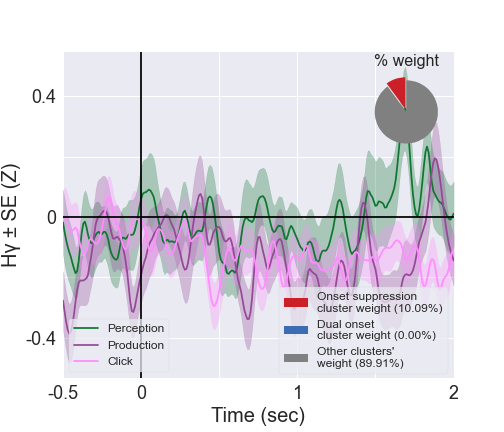 % weight
0.4
0
-0.4
Hγ ± SE (Z)
Perception
Production
Click
Onset suppression
cluster weight (10.09%)
Dual onset
cluster weight (0.00%)
Other clusters'
weight (89.91%)
-0.5
0
1
2
Time (sec)